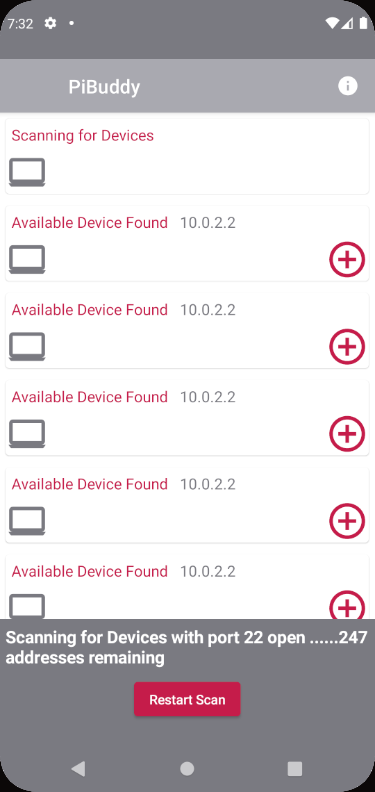 7:32
PiBuddy
Scanning for Devices
Available Device Found 10.0.2.2
Available Device Found 10.0.2.2
Available Device Found 10.0.2.2
Available Device Found 10.0.2.2
Available Device Found 10.0.2.2
Scanning for Devices with port 22 open ......247
addresses remaining
Restart Scan